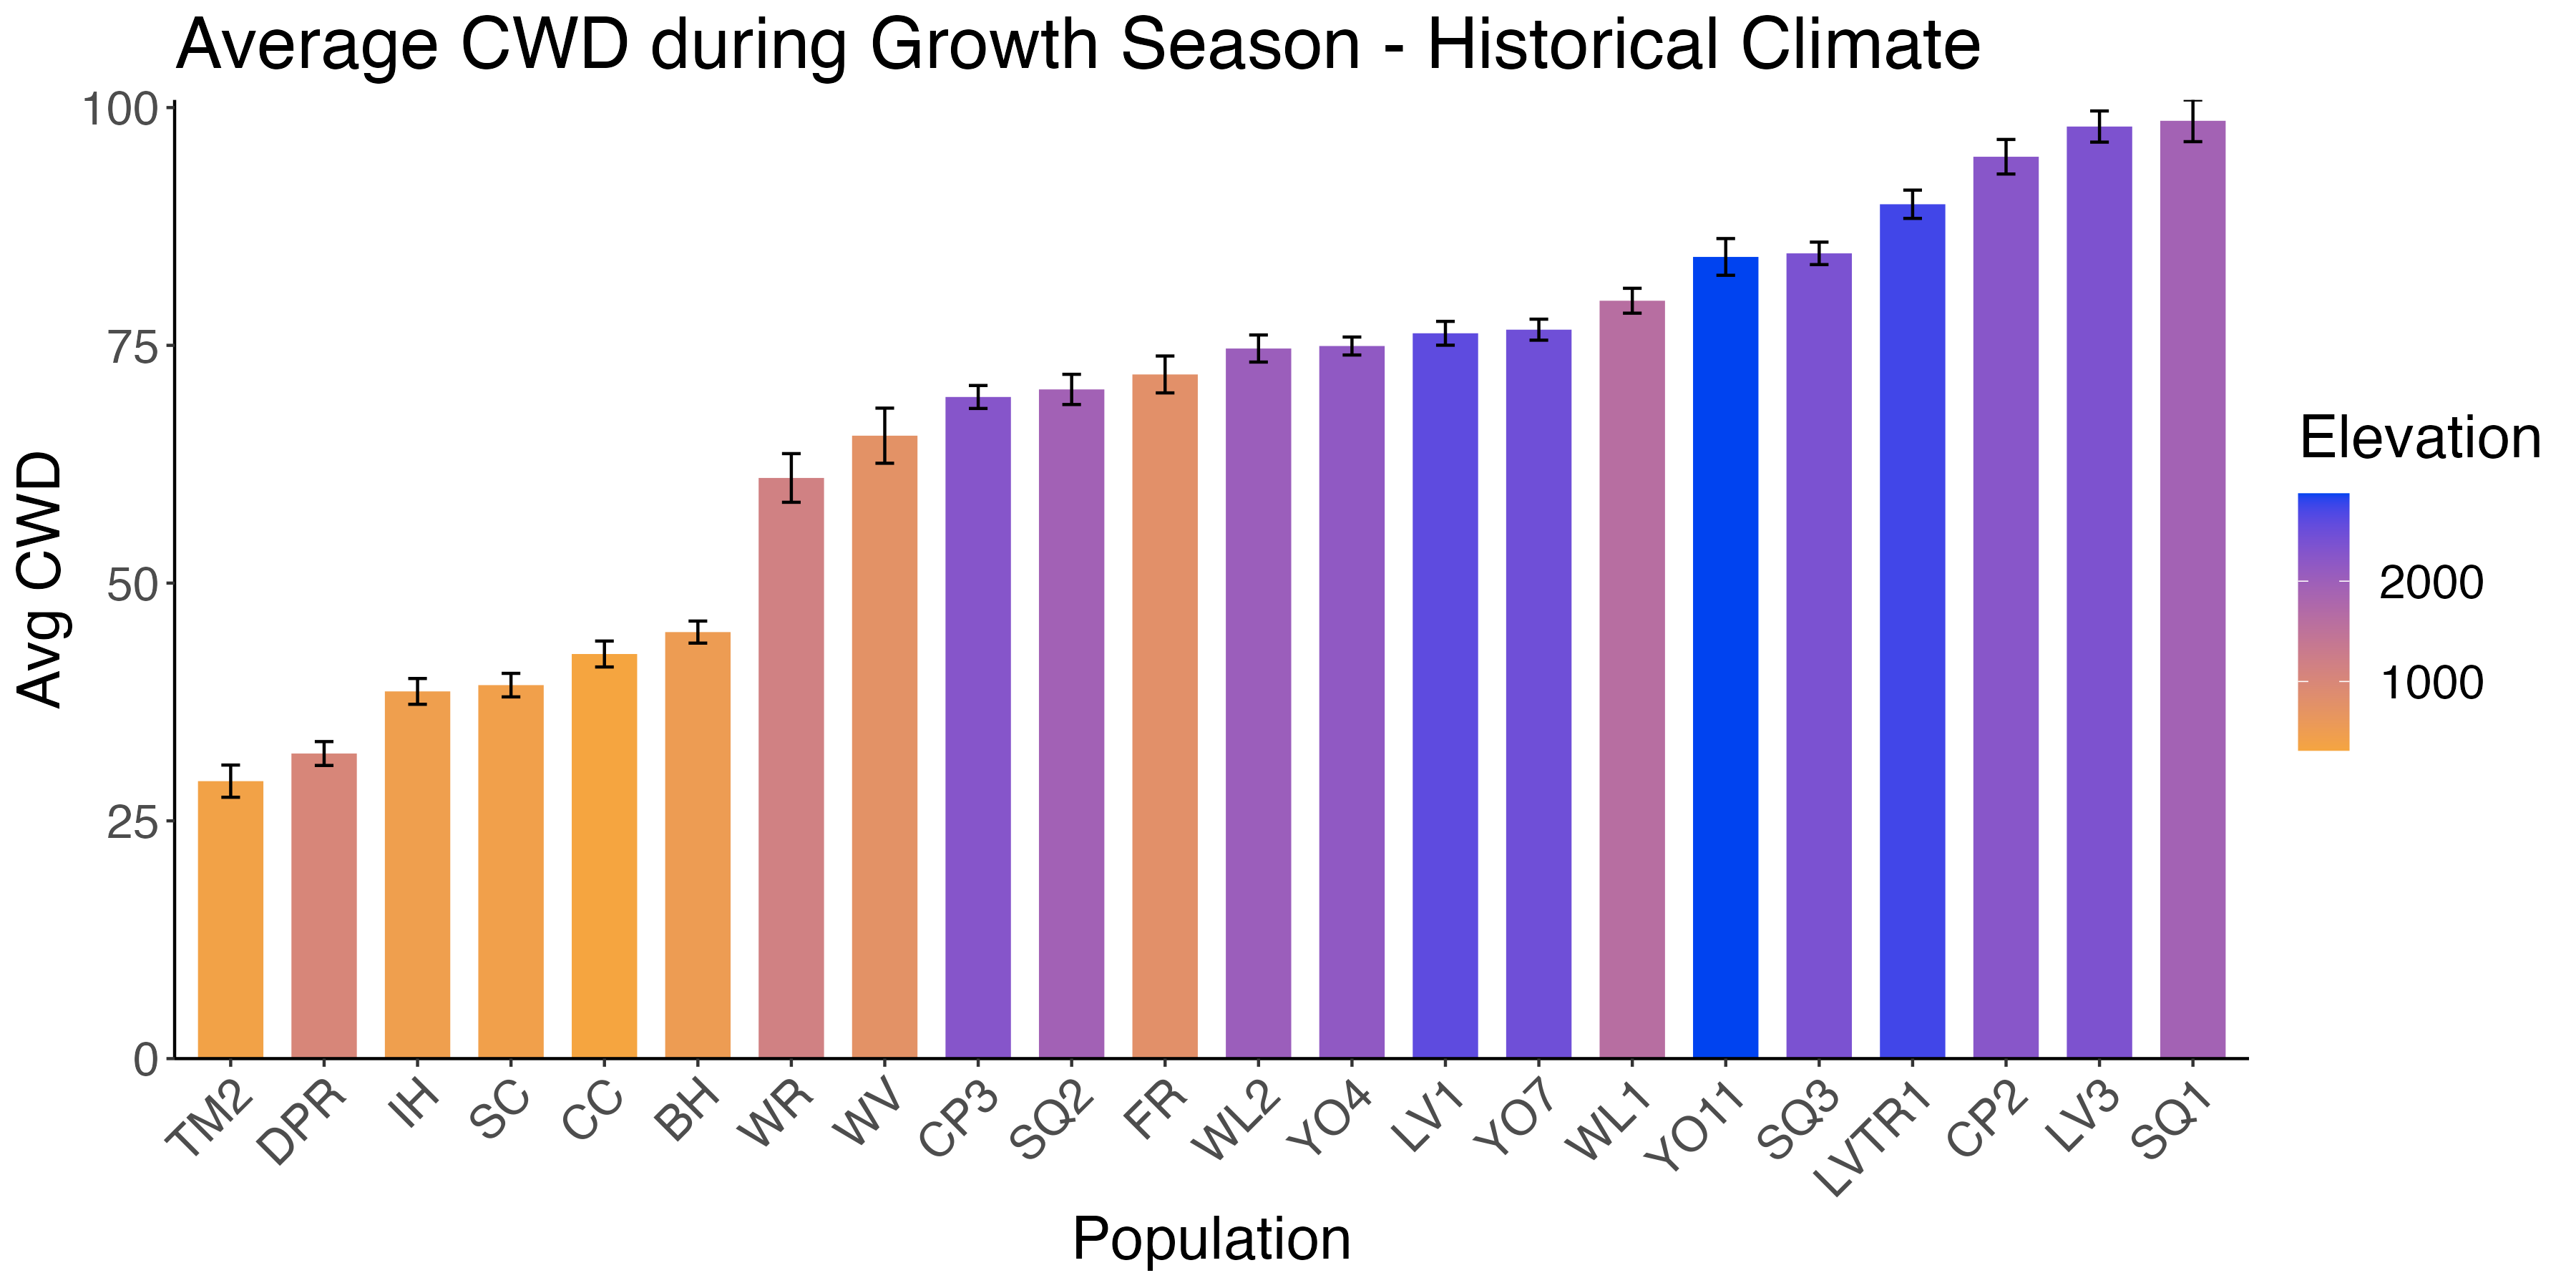 Average CWD during Growth Season - Historical Climate
Avg CWD
100
75
50
25
0
TM2
DPR
IH
SC
CC
BH
WR
WV
CP3
SQ2
FR
WL2
YO4
LV1
YO7
WL1
YO11
SQ3
LVTR1
CP2
LV3
SQ1
Population
Elevation
2000
1000